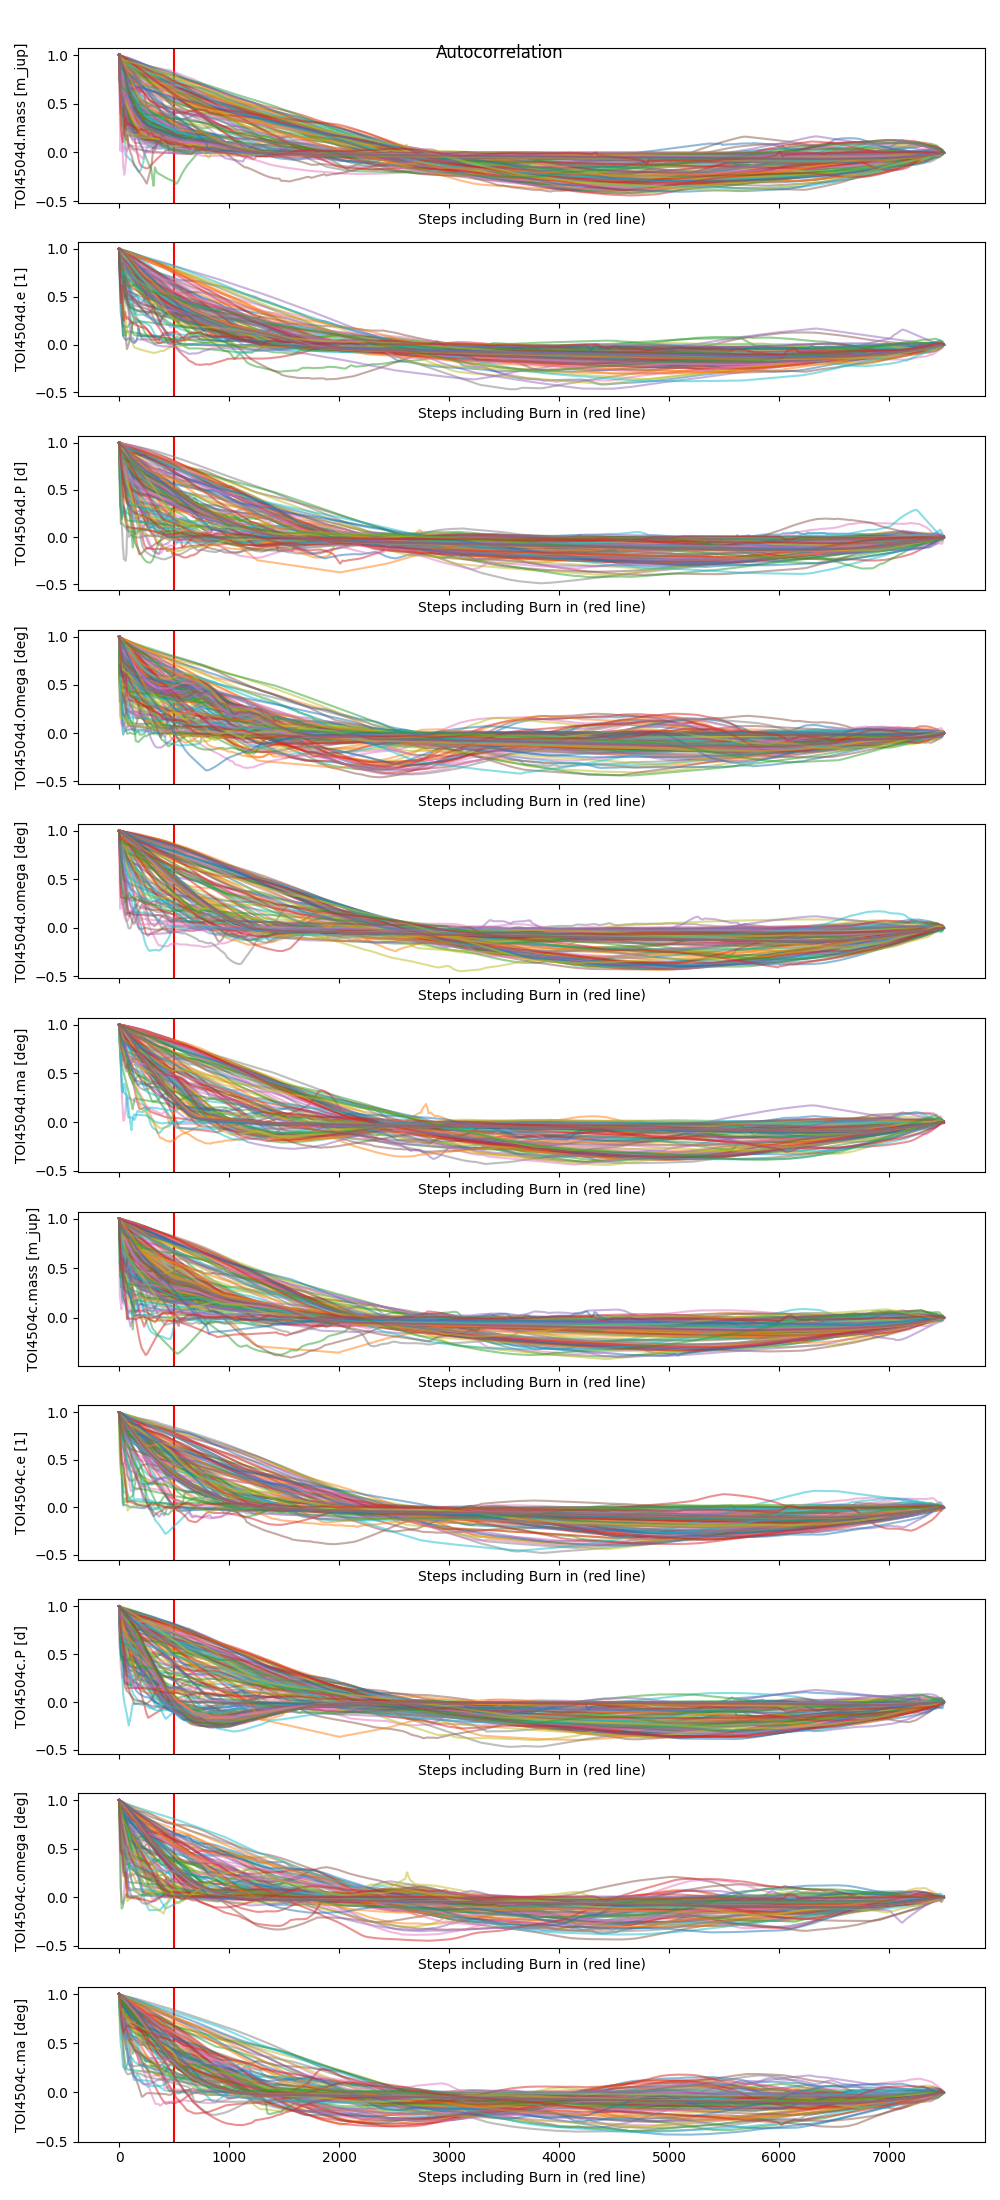 Autocorrelation
TOI4504d.mass [m_jup]
1.0
0.5
0.0
−0.5
Steps including Burn in (red line)
TOI4504d.e [1]
1.0
0.5
0.0
−0.5
Steps including Burn in (red line)
TOI4504d.P [d]
1.0
0.5
0.0
−0.5
Steps including Burn in (red line)
TOI4504d.Omega [deg]
1.0
0.5
0.0
−0.5
Steps including Burn in (red line)
TOI4504d.omega [deg]
1.0
0.5
0.0
−0.5
Steps including Burn in (red line)
TOI4504d.ma [deg]
1.0
0.5
0.0
−0.5
Steps including Burn in (red line)
TOI4504c.mass [m_jup]
1.0
0.5
0.0
Steps including Burn in (red line)
TOI4504c.e [1]
1.0
0.5
0.0
−0.5
Steps including Burn in (red line)
TOI4504c.P [d]
1.0
0.5
0.0
−0.5
Steps including Burn in (red line)
TOI4504c.omega [deg]
1.0
0.5
0.0
−0.5
Steps including Burn in (red line)
TOI4504c.ma [deg]
1.0
0.5
0.0
−0.5
0 1000 2000 3000 4000 5000 6000 7000
Steps including Burn in (red line)